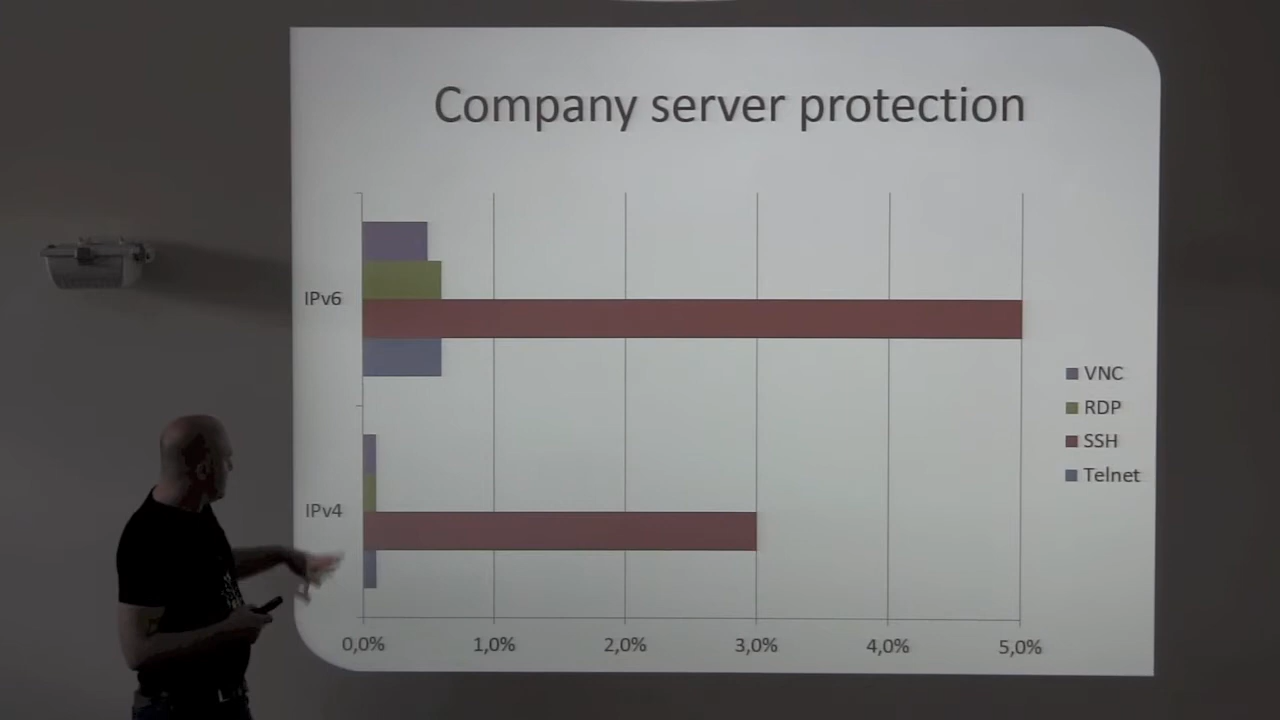 Company server protection
IPv6
IPv4
0,0% 1,0% 2,0% 3,0% 4,0% 5,0%
VNC
RDP
SSH
Telnet